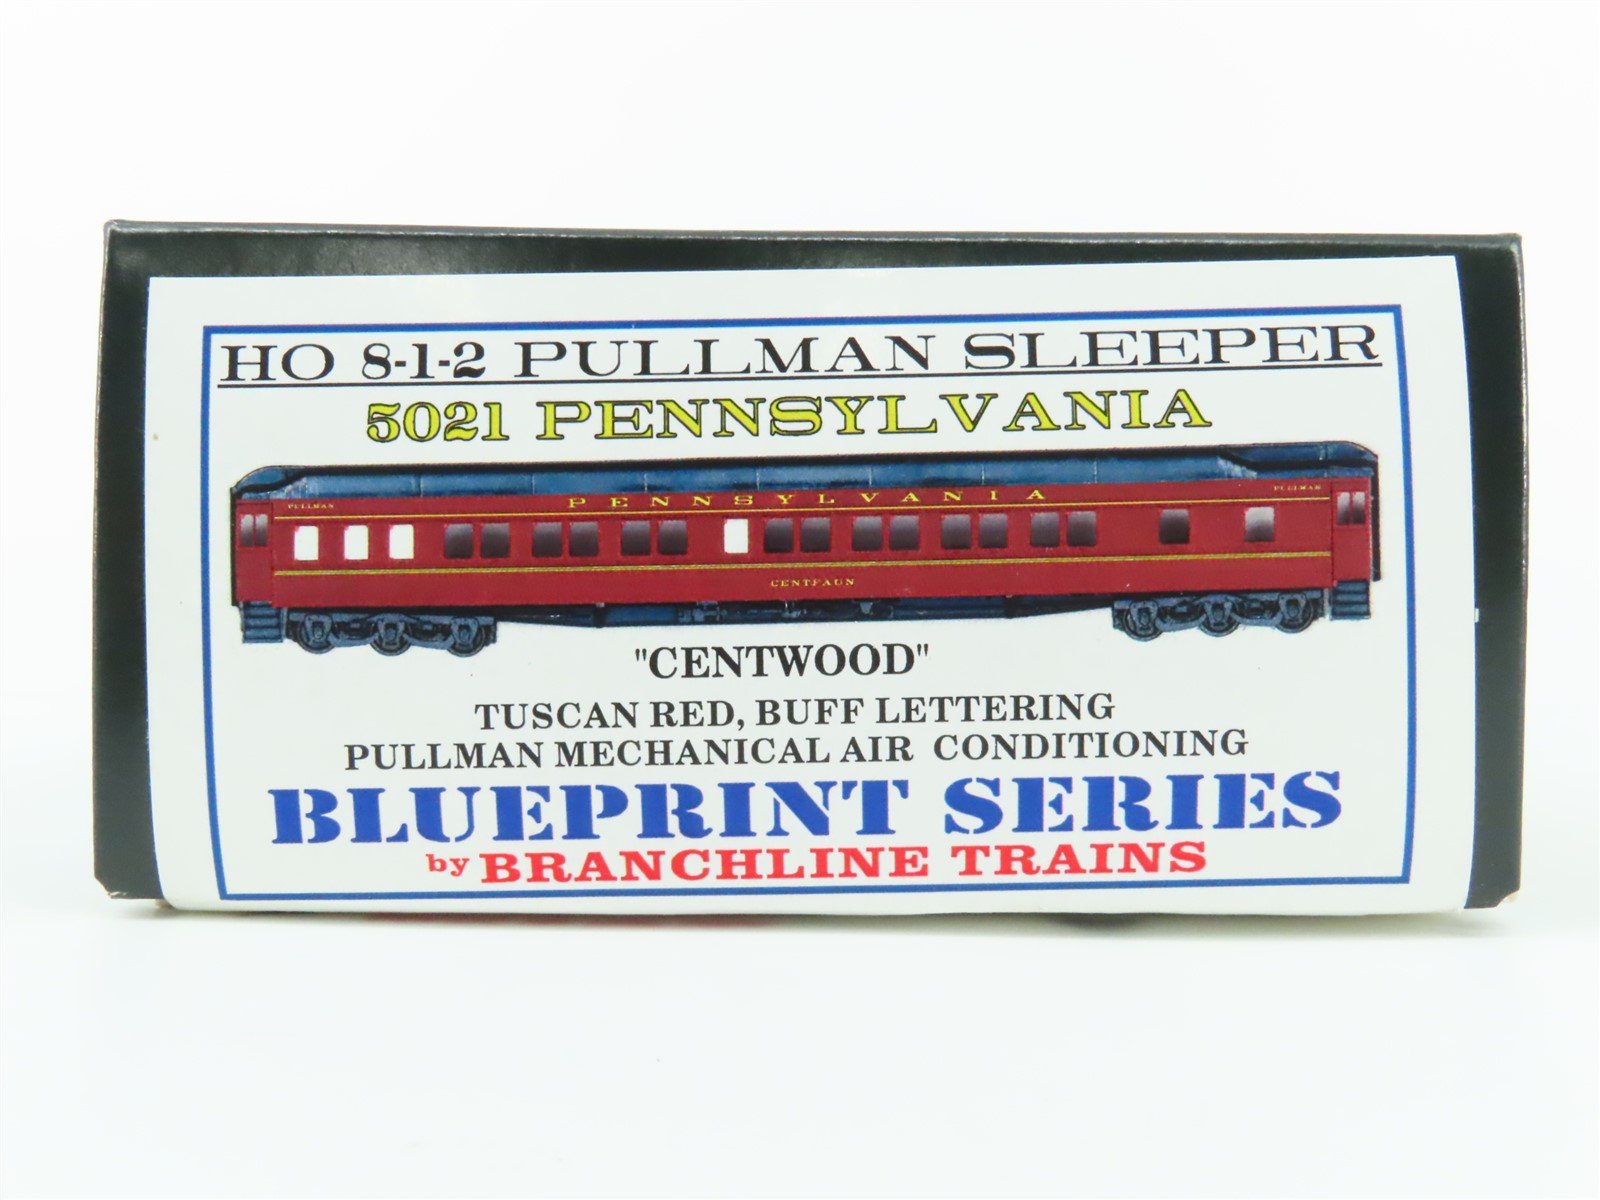 HO 8-1-2 PULLMAN SLEEPER
5021 PENNSYLVANIA
PULLMAN PENNSYLVANIA PULLMAN
CENTFAUN
"CENTWOOD"
TUSCAN RED, BUFF LETTERING
PULLMAN MECHANICAL AIR CONDITIONING
BLUEPRINT SERIES
by BRANCHLINE TRAINS